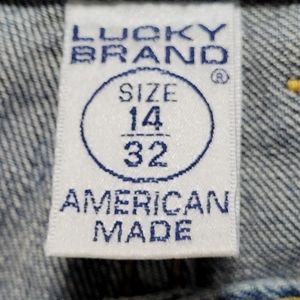 LUCKY
BRAND
®
SIZE
14
32
AMERICAN
MADE